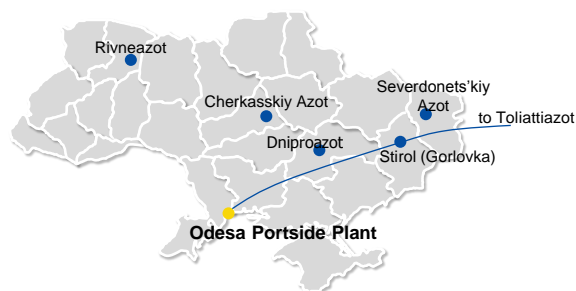 Rivneazot
Severdonets'kiy
Azot
Cherkasskiy Azot
to Toliattiazot
Dniproazot
Stirol (Gorlovka)
Odesa Portside Plant